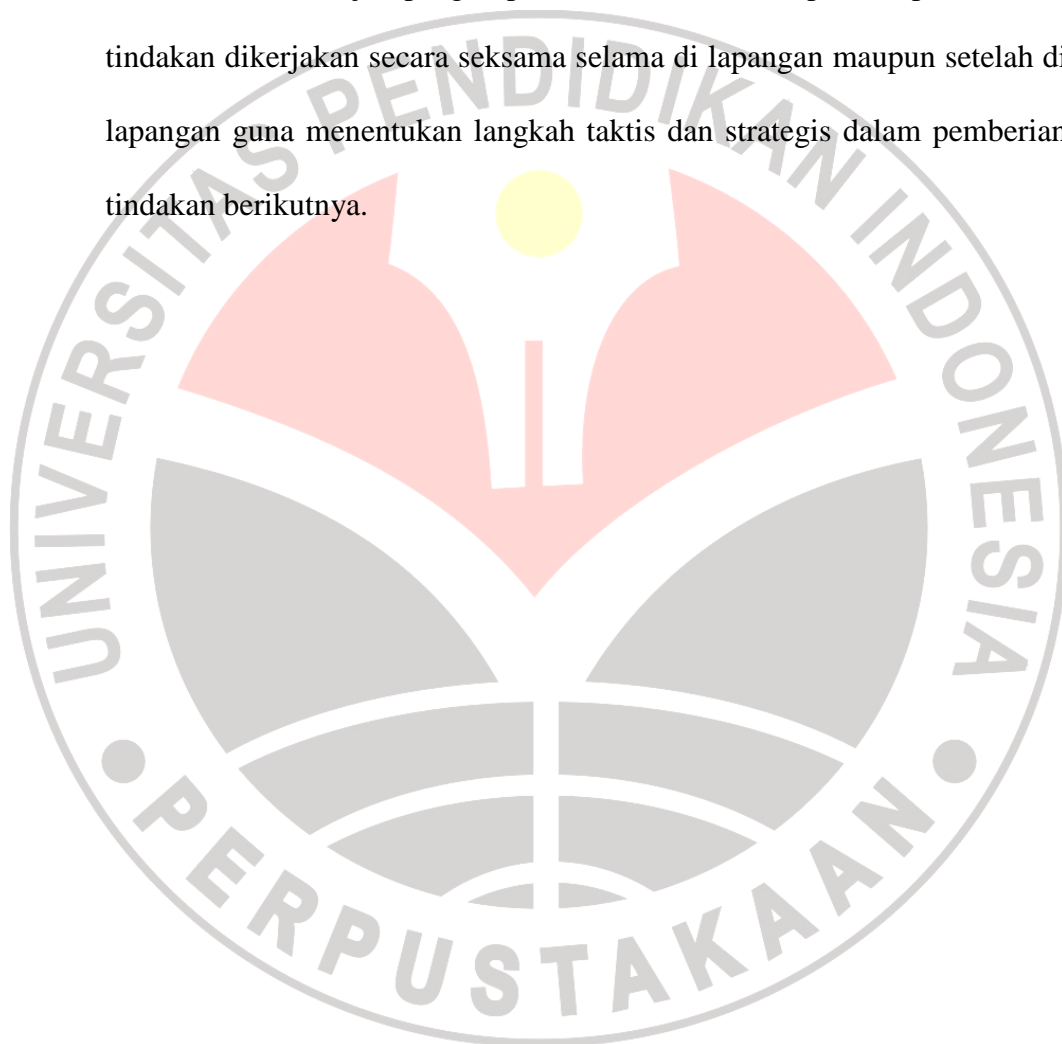 tindakan dikerjakan secara seksama selama di lapangan maupun setelah di
lapangan guna menentukan langkah taktis dan strategis dalam pemberian
tindakan berikutnya.
UNIVERSITAS PENDIDIKAN INDONESIA
PERPUSTAKAAN